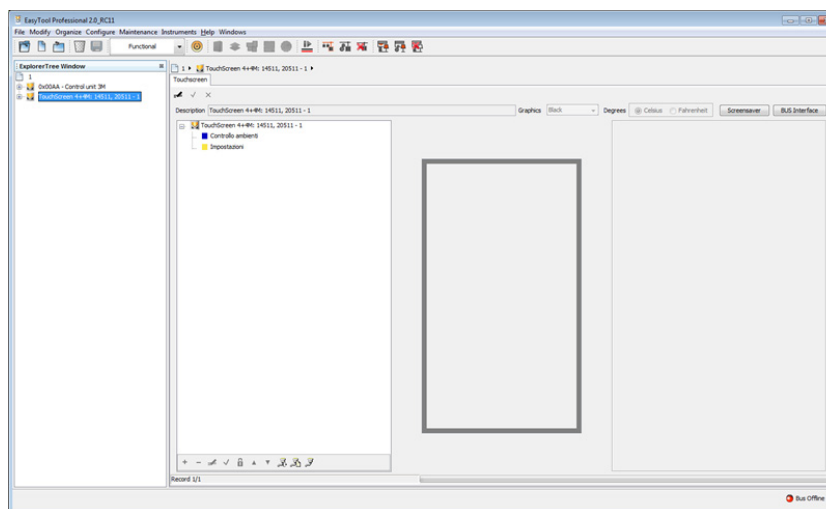 EasyTool Professional 2.0_RC11
File Modify Organize Configure Maintenance Instruments Help Windows
Functional
ExplorerTree Window
1
0x00AA - Control unit 3M
TouchScreen 4+4M: 14511, 20511 - 1
1 TouchScreen 4+4M: 14511, 20511 - 1
Touchscreen
Description TouchScreen 4+4M: 14511, 20511 - 1 Graphics Black Degrees Celsius Fahrenheit Screensaver BUS Interface
TouchScreen 4+4M: 14511, 20511 - 1
Controllo ambienti
Impostazioni
Record 1/1
Bus Offline